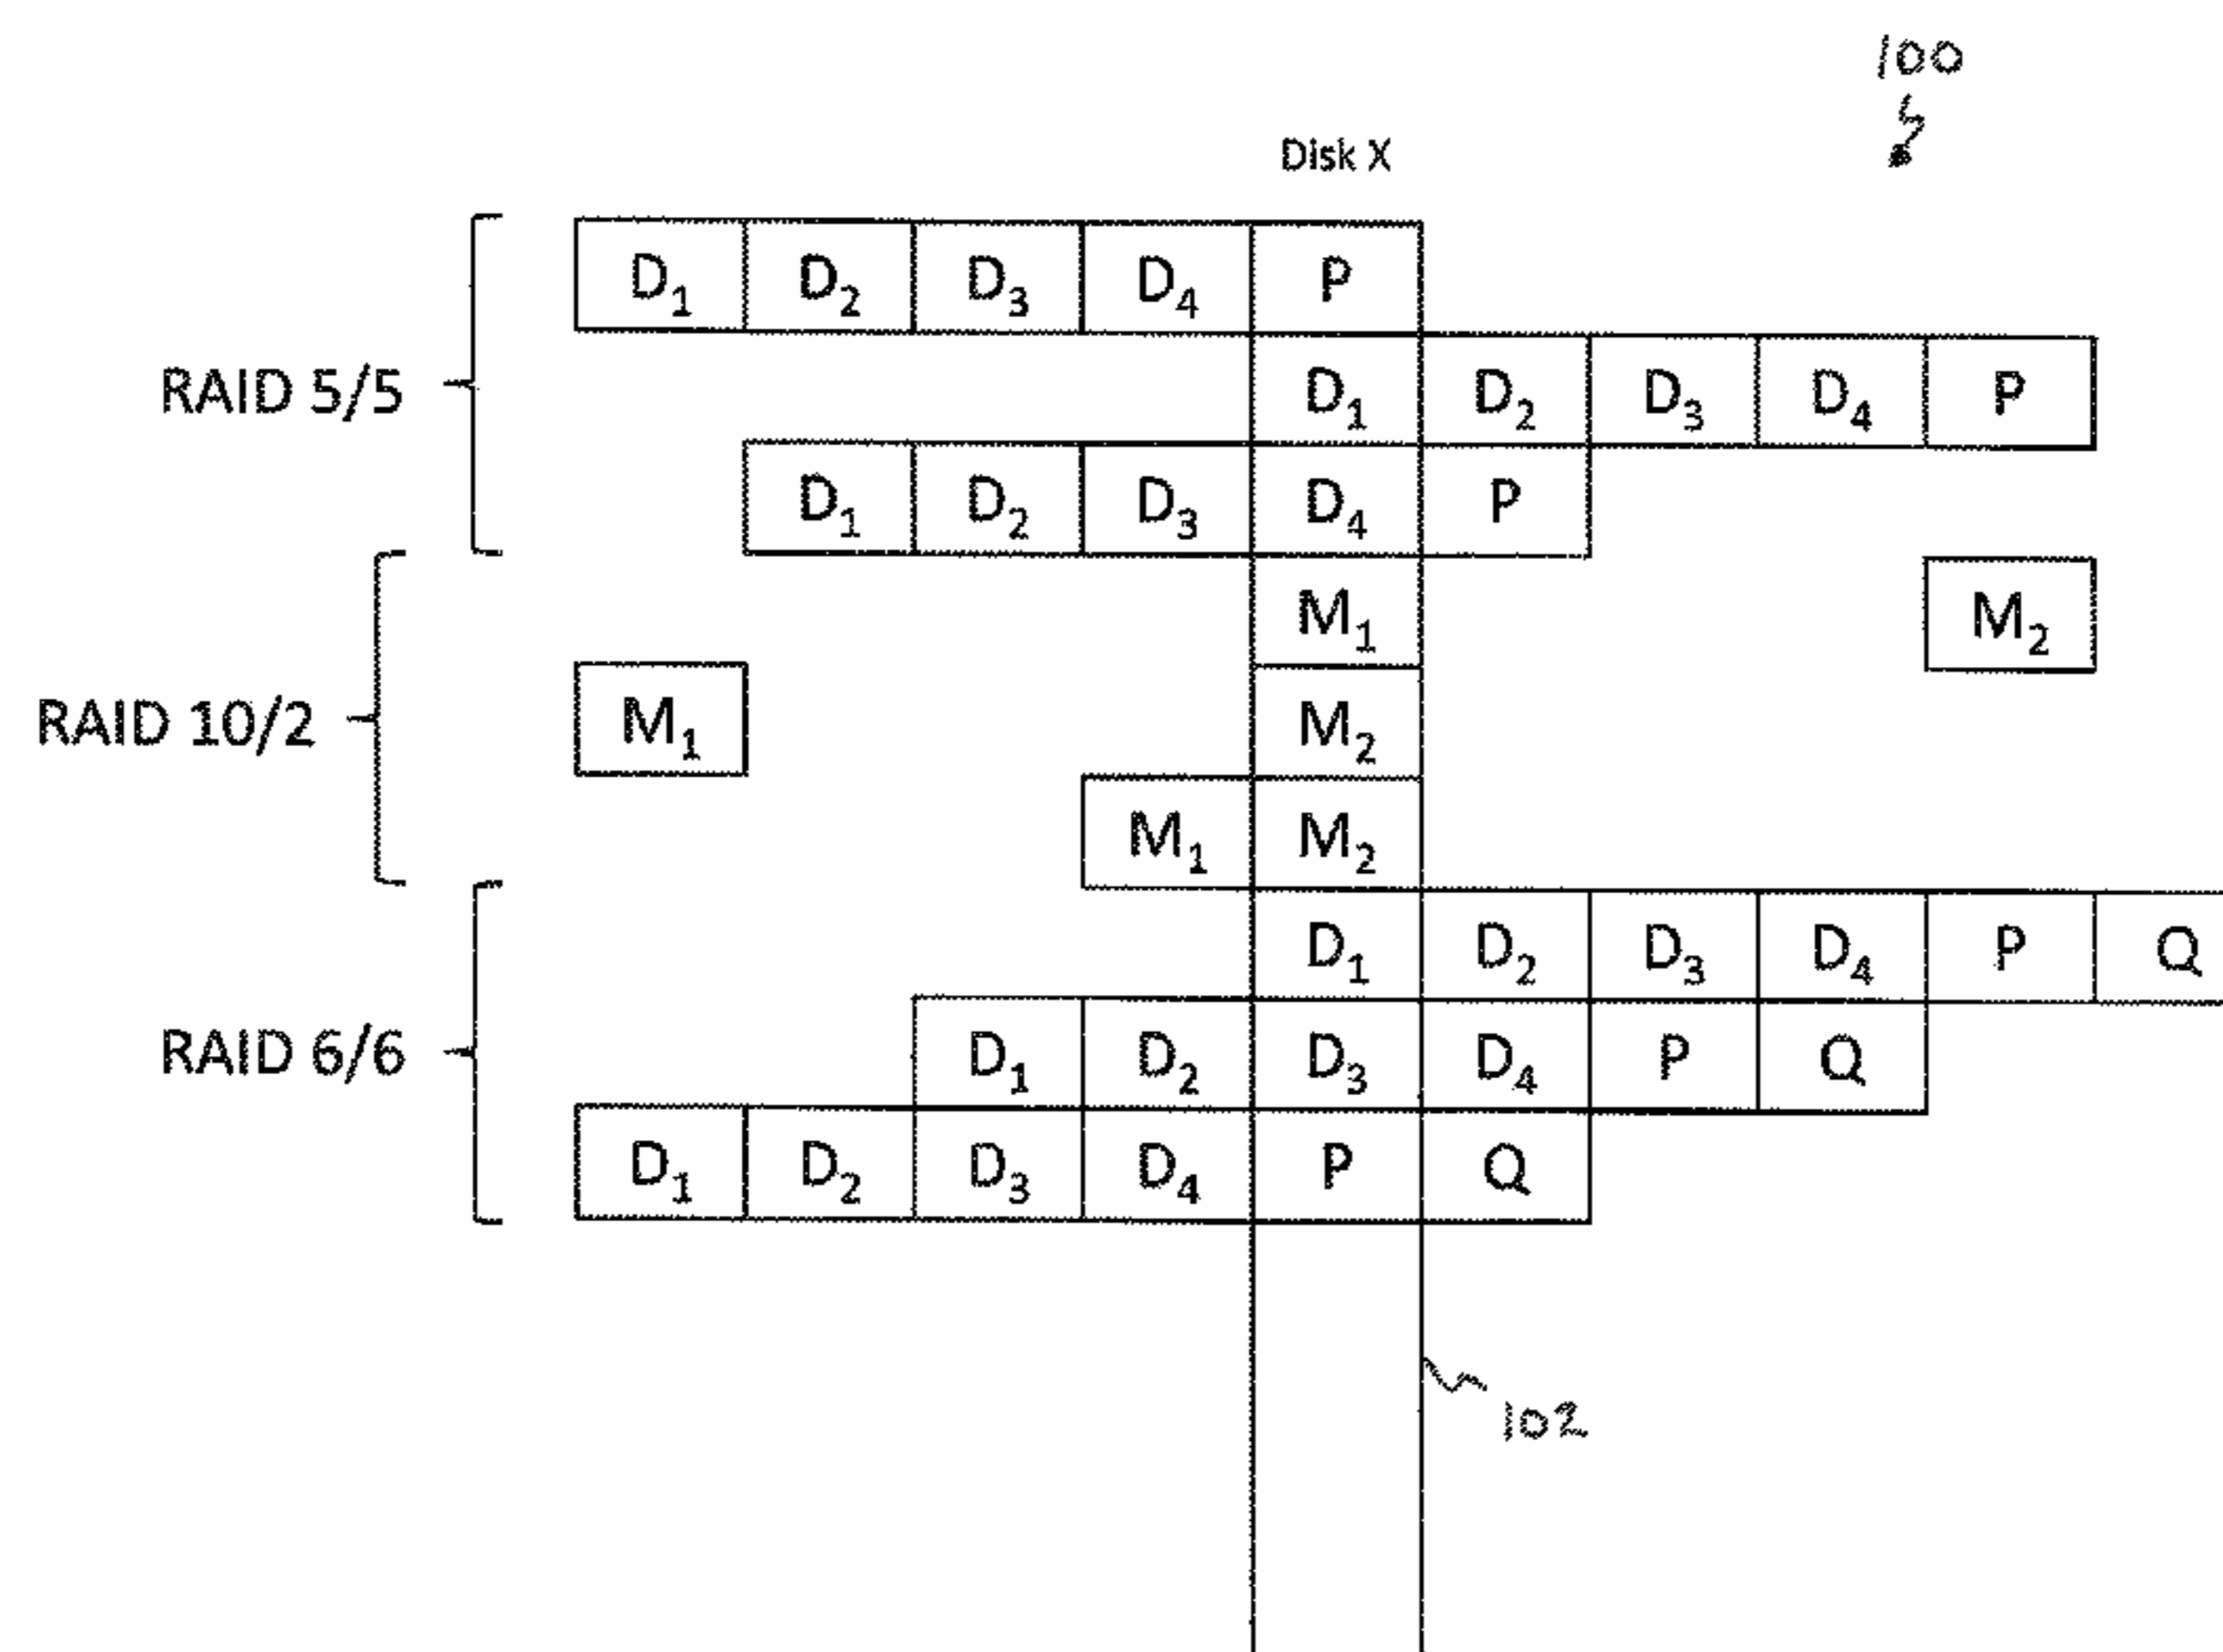 100
Disk X
D₁ D₂ D₃ D₄ P
RAID 5/5 D₁ D₂ D₃ D₄ P
D₁ D₂ D₃ D₄ P
M₁ M₂
RAID 10/2 M₁ M₂
M₁ M₂
D₁ D₂ D₃ D₄ P Q
RAID 6/6 D₁ D₂ D₃ D₄ P Q
D₁ D₂ D₃ D₄ P Q
102